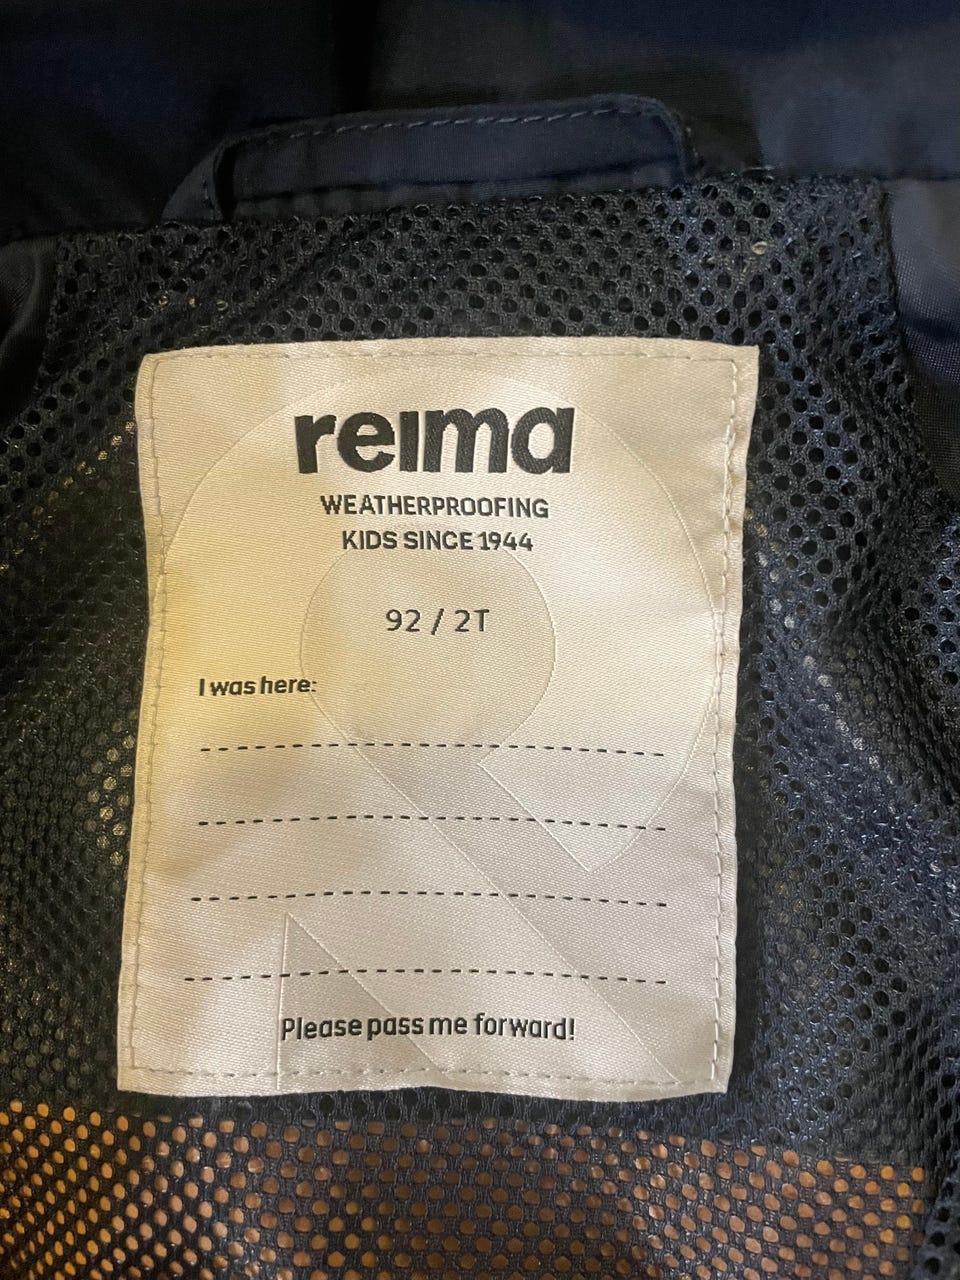 reima
WEATHERPROOFING
KIDS SINCE 1944
92 / 2T
I was here:
Please pass me forward!